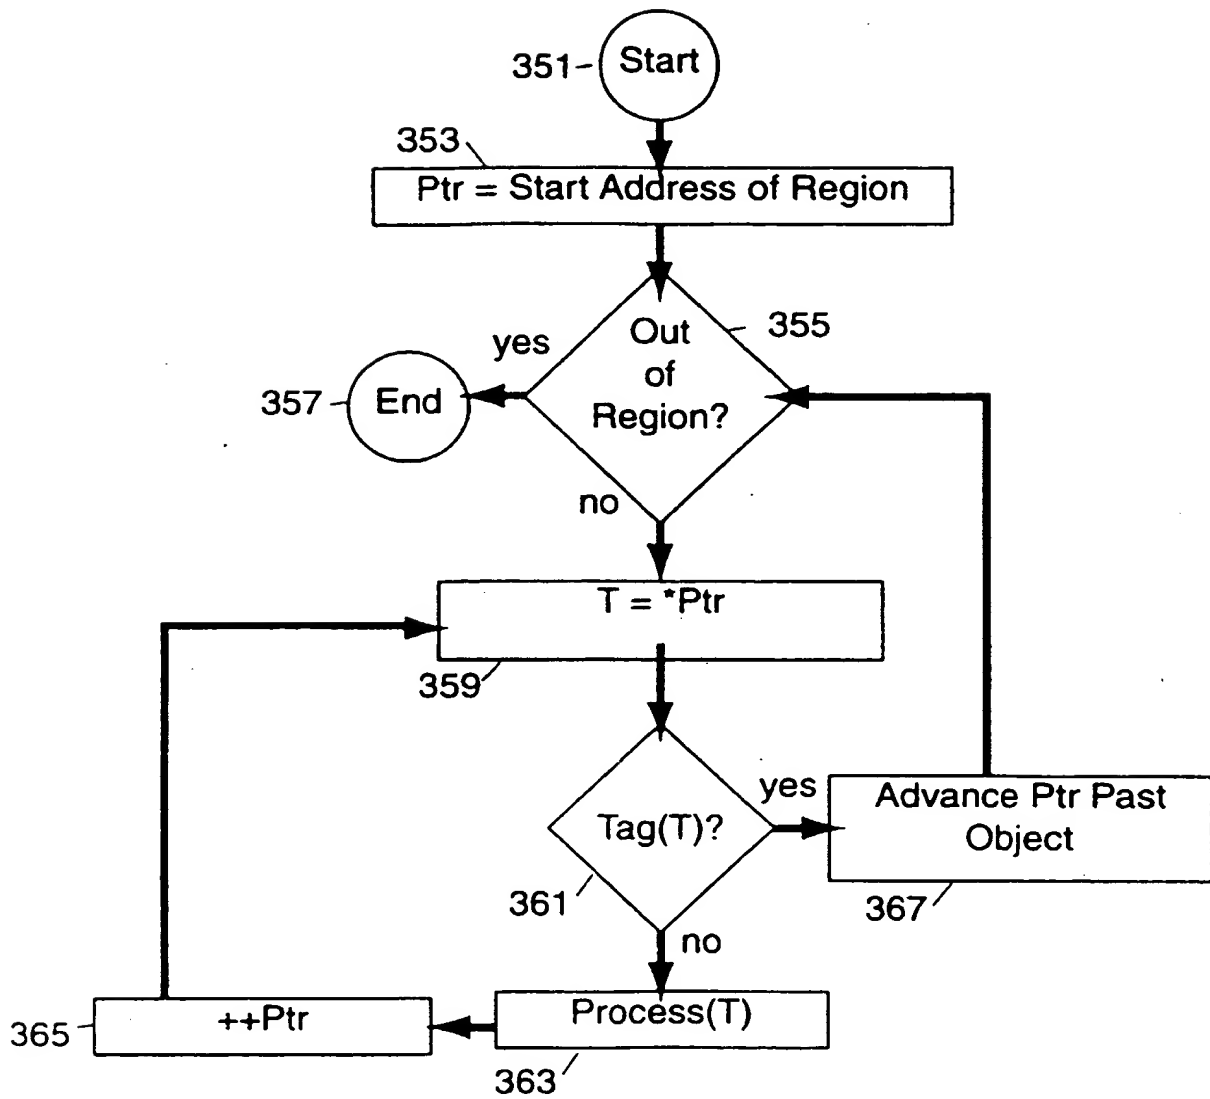 351
Start
353
Ptr = Start Address of Region
355
Out
of
Region?
yes
357
End
no
T = *Ptr
359
Tag(T)?
yes
361
Advance Ptr Past
Object
367
no
Process(T)
363
++Ptr
365